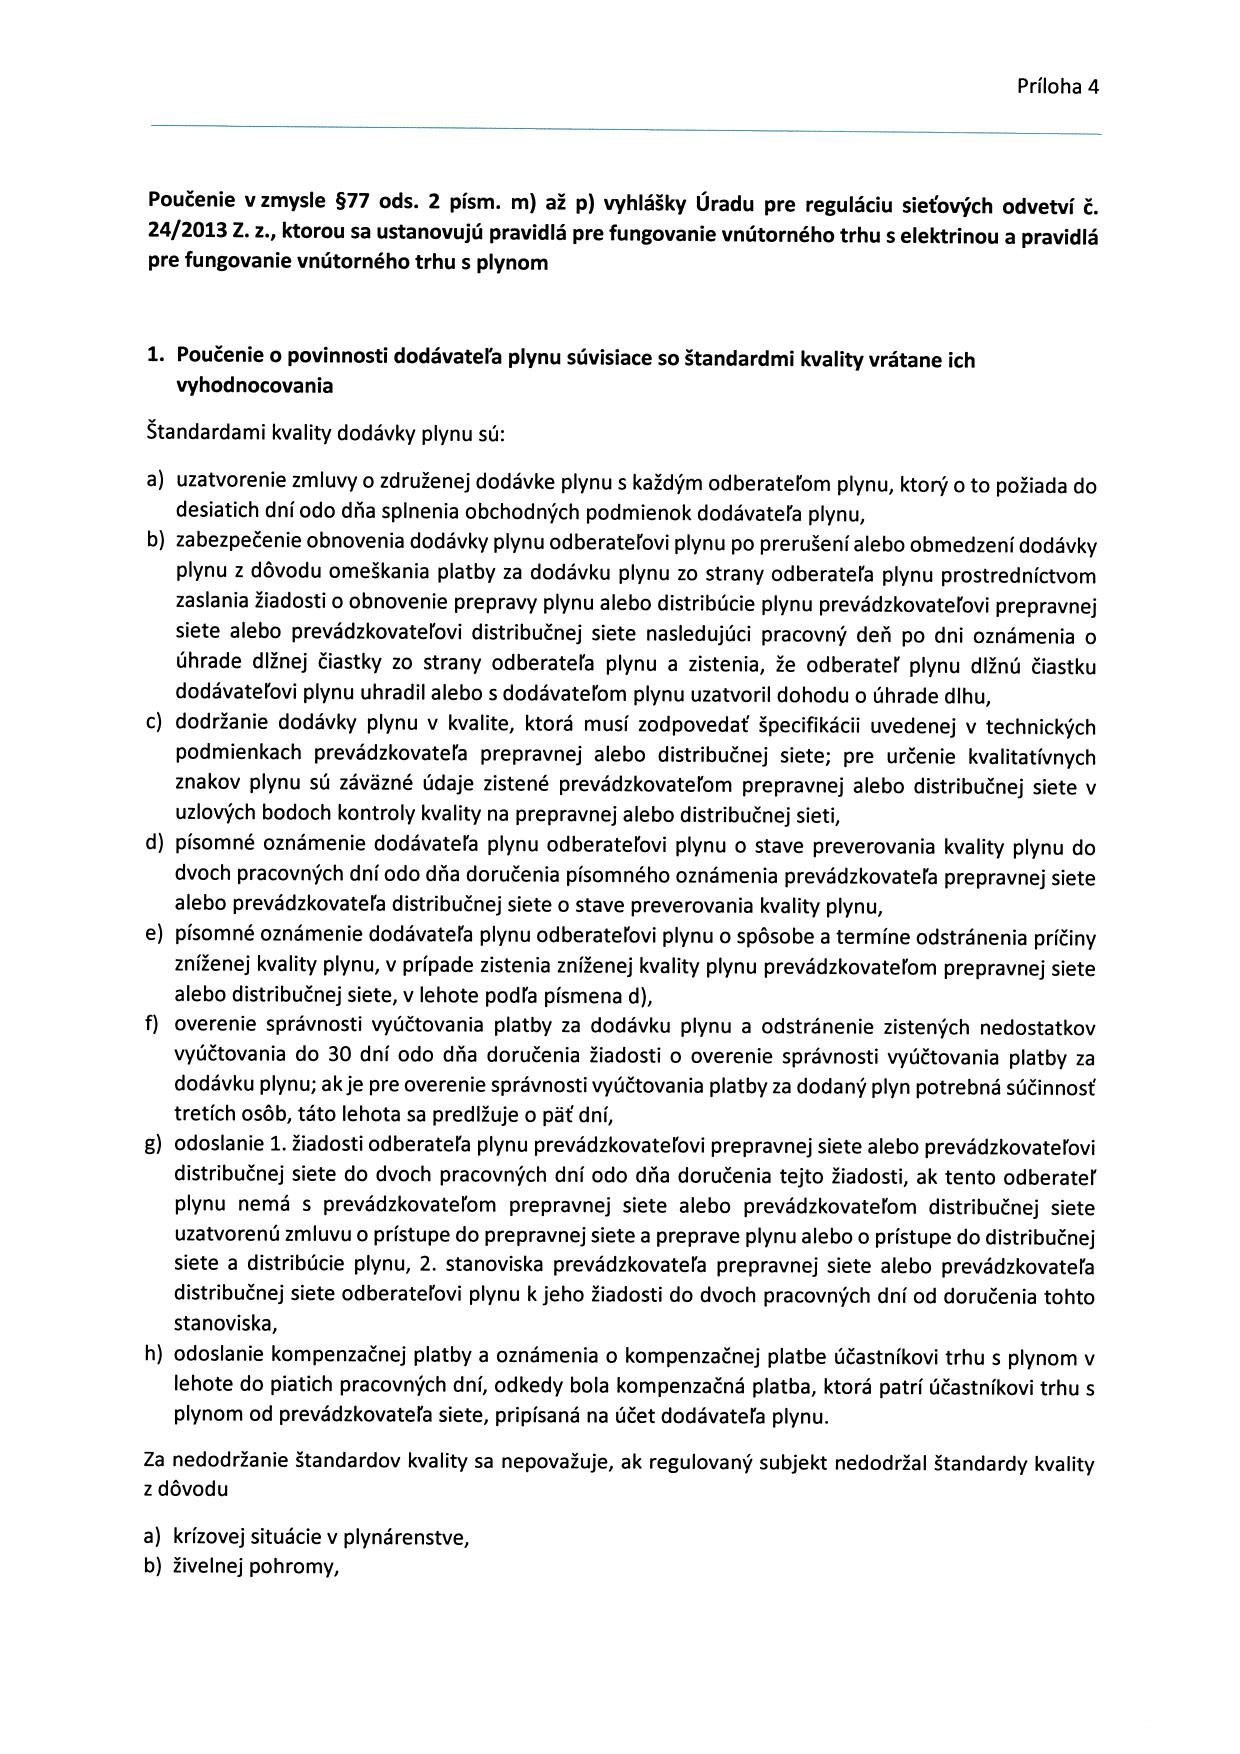 Príloha 4
Poučenie v zmysle §77 ods. 2 písm. m) až p) vyhlášky Úradu pre reguláciu sieťových odvetví č.
24/2013 Z. z., ktorou sa ustanovujú pravidlá pre fungovanie vnútorného trhu s elektrinou a pravidlá
pre fungovanie vnútorného trhu s plynom
1. Poučenie o povinnosti dodávateľa plynu súvisiace so štandardmi kvality vrátane ich
vyhodnocovania
Štandardami kvality dodávky plynu sú:
a) uzatvorenie zmluvy o združenej dodávke plynu s každým odberateľom plynu, ktorý o to požiada do
desiatich dní odo dňa splnenia obchodných podmienok dodávateľa plynu,
b) zabezpečenie obnovenia dodávky plynu odberateľovi plynu po prerušení alebo obmedzení dodávky
plynu z dôvodu omeškania platby za dodávku plynu zo strany odberateľa plynu prostredníctvom
zaslania žiadosti o obnovenie prepravy plynu alebo distribúcie plynu prevádzkovateľovi prepravnej
siete alebo prevádzkovateľovi distribučnej siete nasledujúci pracovný deň po dni oznámenia o
úhrade dlžnej čiastky zo strany odberateľa plynu a zistenia, že odberateľ plynu dlžnú čiastku
dodávateľovi plynu uhradil alebo s dodávateľom plynu uzatvoril dohodu o úhrade dlhu,
c) dodržanie dodávky plynu v kvalite, ktorá musí zodpovedať špecifikácii uvedenej v technických
podmienkach prevádzkovateľa prepravnej alebo distribučnej siete; pre určenie kvalitatívnych
znakov plynu sú záväzné údaje zistené prevádzkovateľom prepravnej alebo distribučnej siete v
uzlových bodoch kontroly kvality na prepravnej alebo distribučnej sieti,
d) písomné oznámenie dodávateľa plynu odberateľovi plynu o stave preverovania kvality plynu do
dvoch pracovných dní odo dňa doručenia písomného oznámenia prevádzkovateľa prepravnej siete
alebo prevádzkovateľa distribučnej siete o stave preverovania kvality plynu,
e) písomné oznámenie dodávateľa plynu odberateľovi plynu o spôsobe a termíne odstránenia príčiny
zníženej kvality plynu, v prípade zistenia zníženej kvality plynu prevádzkovateľom prepravnej siete
alebo distribučnej siete, v lehote podľa písmena d),
f) overenie správnosti vyúčtovania platby za dodávku plynu a odstránenie zistených nedostatkov
vyúčtovania do 30 dní odo dňa doručenia žiadosti o overenie správnosti vyúčtovania platby za
dodávku plynu; ak je pre overenie správnosti vyúčtovania platby za dodaný plyn potrebná súčinnosť
tretích osôb, táto lehota sa predlžuje o päť dní,
g) odoslanie 1. žiadosti odberateľa plynu prevádzkovateľovi prepravnej siete alebo prevádzkovateľovi
distribučnej siete do dvoch pracovných dní odo dňa doručenia tejto žiadosti, ak tento odberateľ
plynu nemá s prevádzkovateľom prepravnej siete alebo prevádzkovateľom distribučnej siete
uzatvorenú zmluvu o prístupe do prepravnej siete a preprave plynu alebo o prístupe do distribučnej
siete a distribúcie plynu, 2. stanoviska prevádzkovateľa prepravnej siete alebo prevádzkovateľa
distribučnej siete odberateľovi plynu k jeho žiadosti do dvoch pracovných dní od doručenia tohto
stanoviska,
h) odoslanie kompenzačnej platby a oznámenia o kompenzačnej platbe účastníkovi trhu s plynom v
lehote do piatich pracovných dní, odkedy bola kompenzačná platba, ktorá patrí účastníkovi trhu s
plynom od prevádzkovateľa siete, pripísaná na účet dodávateľa plynu.
Za nedodržanie štandardov kvality sa nepovažuje, ak regulovaný subjekt nedodržal štandardy kvality
z dôvodu
a) krízovej situácie v plynárenstve,
b) živelnej pohromy,